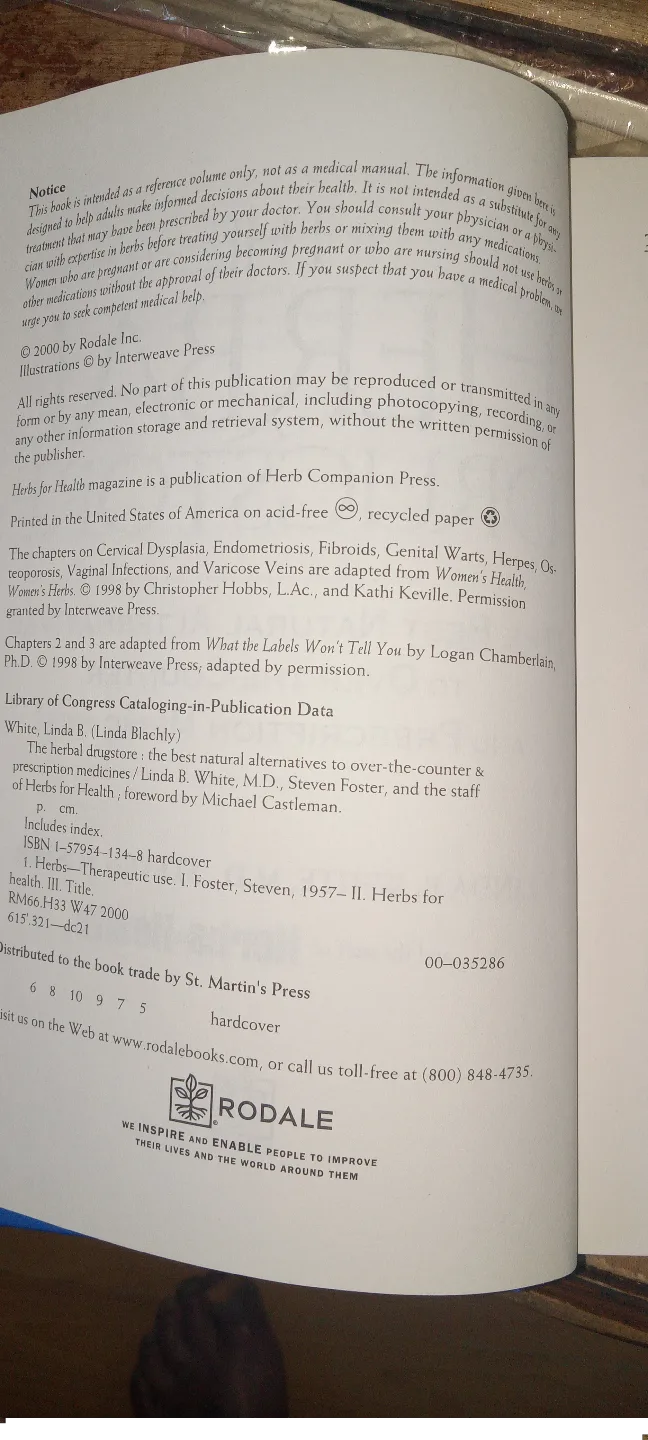 Notice
This book is intended as a reference volume only, not as a medical manual. The information given here is
designed to help adults make informed decisions about their health. It is not intended as a substitute for any
treatment that may have been prescribed by your doctor. You should consult your physician or a physi-
cian with expertise in herbs before treating yourself with herbs or mixing them with any medications.
Women who are pregnant or are considering becoming pregnant or who are nursing should not use herbs or
other medications without the approval of their doctors. If you suspect that you have a medical problem, we
urge you to seek competent medical help.
© 2000 by Rodale Inc.
Illustrations © by Interweave Press
All rights reserved. No part of this publication may be reproduced or transmitted in any
form or by any mean, electronic or mechanical, including photocopying, recording, or
any other information storage and retrieval system, without the written permission of
the publisher.
Herbs for Health magazine is a publication of Herb Companion Press.
Printed in the United States of America on acid-free ♾, recycled paper ♻
The chapters on Cervical Dysplasia, Endometriosis, Fibroids, Genital Warts, Herpes, Os-
teoporosis, Vaginal Infections, and Varicose Veins are adapted from Women's Health,
Women's Herbs. © 1998 by Christopher Hobbs, L.Ac., and Kathi Keville. Permission
granted by Interweave Press.
Chapters 2 and 3 are adapted from What the Labels Won't Tell You by Logan Chamberlain,
Ph.D. © 1998 by Interweave Press; adapted by permission.
Library of Congress Cataloging-in-Publication Data
White, Linda B. (Linda Blachly)
The herbal drugstore : the best natural alternatives to over-the-counter &
prescription medicines / Linda B. White, M.D., Steven Foster, and the staff
of Herbs for Health ; foreword by Michael Castleman.
p. cm.
Includes index.
ISBN 1–57954–134–8 hardcover
1. Herbs—Therapeutic use. I. Foster, Steven, 1957– II. Herbs for
health. III. Title.
RM66.H33 W47 2000
615'.321—dc21
00–035286
Distributed to the book trade by St. Martin's Press
6 8 10 9 7 5 hardcover
isit us on the Web at www.rodalebooks.com, or call us toll-free at (800) 848-4735.
RODALE
WE INSPIRE AND ENABLE PEOPLE TO IMPROVE
THEIR LIVES AND THE WORLD AROUND THEM